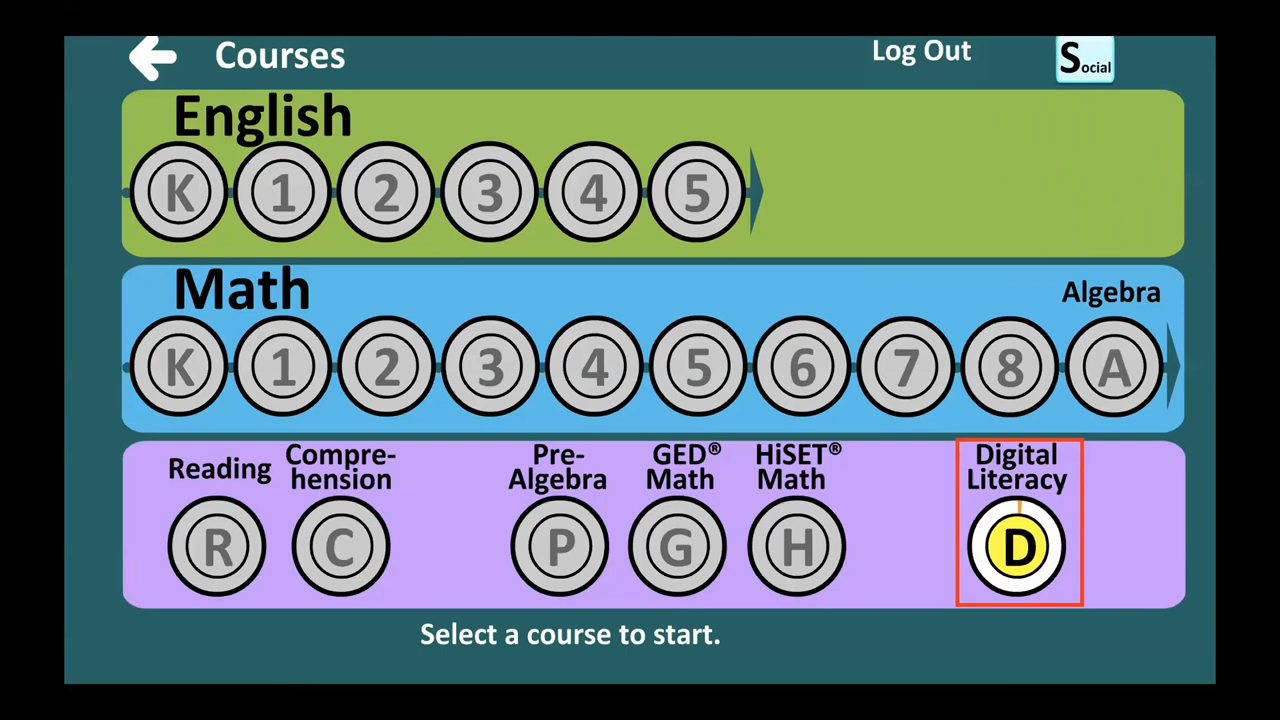 Courses
Log Out
Social
English
K 1 2 3 4 5
Math
Algebra
K 1 2 3 4 5 6 7 8 A
Reading
Compre-
hension
Pre-
Algebra
GED®
Math
HiSET®
Math
Digital
Literacy
R C P G H D
Select a course to start.